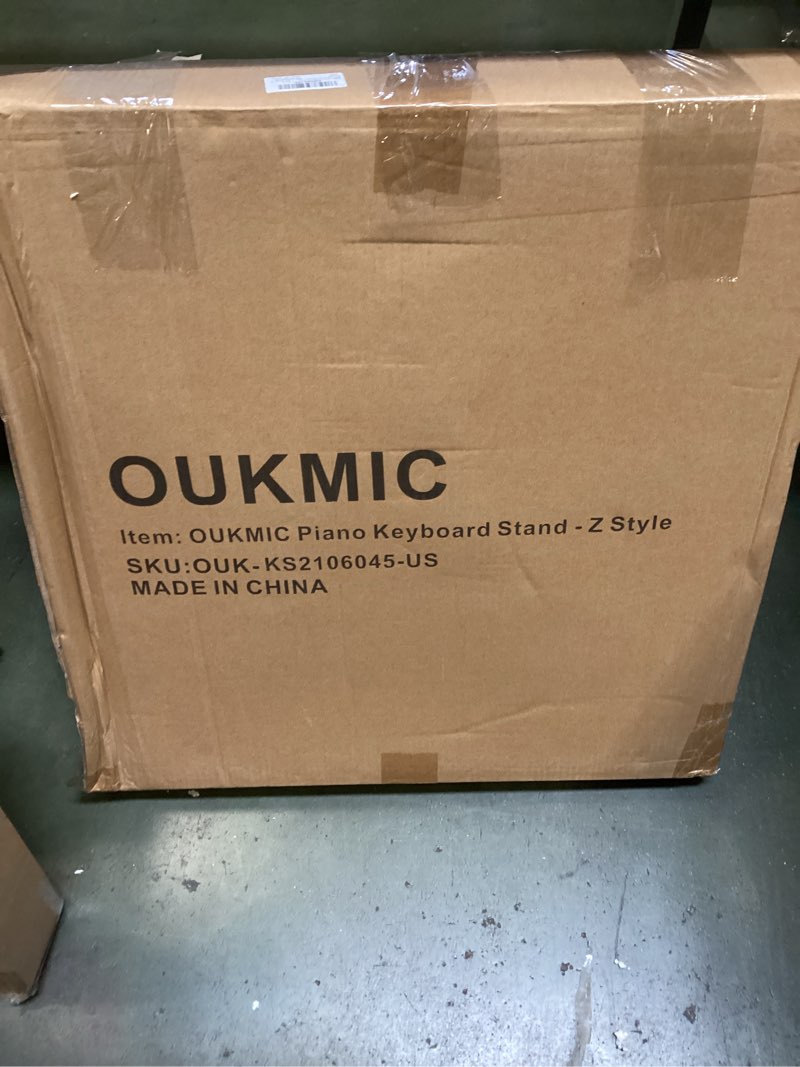 OUKMIC
Item: OUKMIC Piano Keyboard Stand - Z Style
SKU:OUK-KS2106045-US
MADE IN CHINA